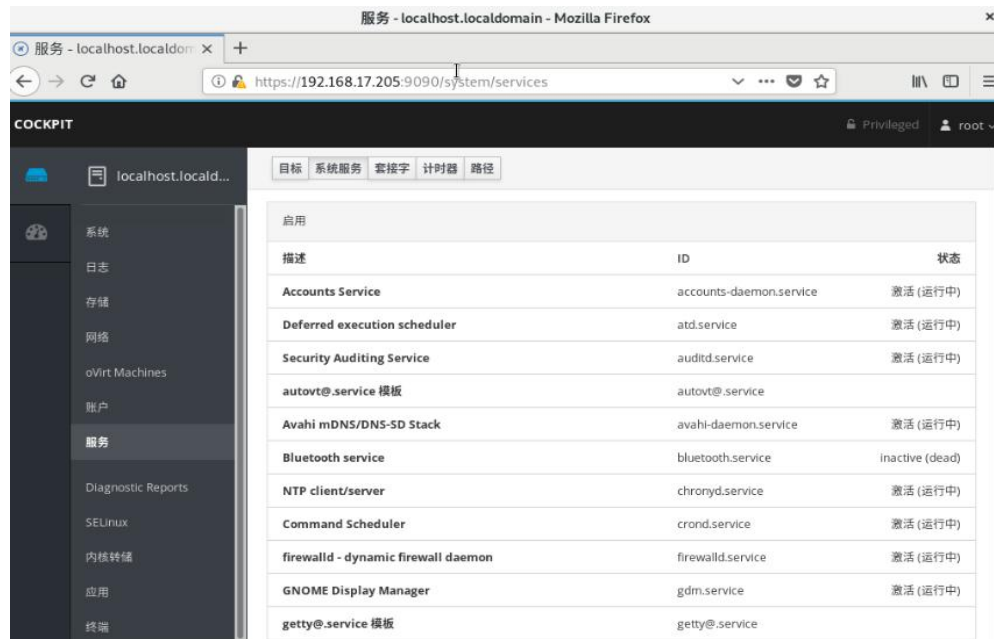 服务 - localhost.localdomain - Mozilla Firefox
服务 - localhost.localdom
https://192.168.17.205:9090/system/services
COCKPIT
Privileged
root
localhost.locald...
系统
日志
存储
网络
oVirt Machines
账户
服务
Diagnostic Reports
SELinux
内核转储
应用
终端
目标 系统服务 套接字 计时器 路径
启用
描述 ID 状态
Accounts Service accounts-daemon.service 激活 (运行中)
Deferred execution scheduler atd.service 激活 (运行中)
Security Auditing Service auditd.service 激活 (运行中)
autovt@.service 模板 autovt@.service
Avahi mDNS/DNS-SD Stack avahi-daemon.service 激活 (运行中)
Bluetooth service bluetooth.service inactive (dead)
NTP client/server chronyd.service 激活 (运行中)
Command Scheduler crond.service 激活 (运行中)
firewalld - dynamic firewall daemon firewalld.service 激活 (运行中)
GNOME Display Manager gdm.service 激活 (运行中)
getty@.service 模板 getty@.service